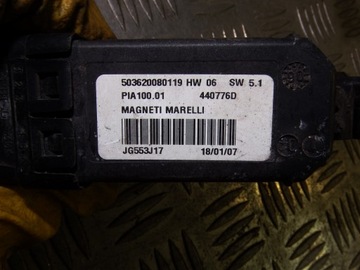 503620080119 HW 06 SW 5.1
PIA100.01 440776D
MAGNETI MARELLI
JG553J17 18/01/07